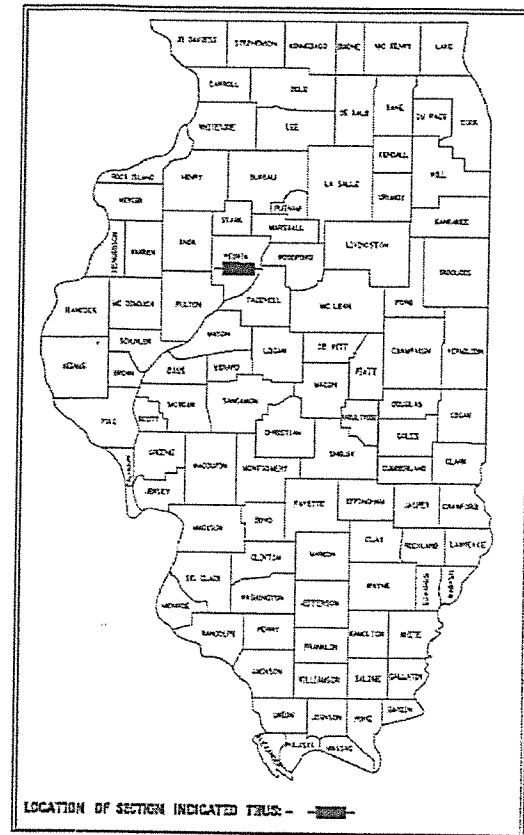 JO DAVIESS STEPHENSON WINNEBAGO BOONE MC HENRY LAKE
CARROLL OGLE DE KALB KANE DU PAGE COOK
WHITESIDE LEE
KENDALL
ROCK ISLAND HENRY BUREAU LA SALLE GRUNDY WILL
MERCER PUTNAM
STARK KANKAKEE
HENDERSON WARREN KNOX MARSHALL LIVINGSTON
PEORIA WOODFORD IROQUOIS
HANCOCK MC DONOUGH FULTON TAZEWELL MC LEAN FORD
SCHUYLER MASON
LOGAN DE WITT CHAMPAIGN VERMILION
ADAMS BROWN CASS MENARD PIATT
MACON
MORGAN SANGAMON DOUGLAS
PIKE SCOTT MOULTRIE EDGAR
CHRISTIAN COLES
GREENE SHELBY
MACOUPIN MONTGOMERY CUMBERLAND CLARK
JERSEY
FAYETTE EFFINGHAM JASPER CRAWFORD
MADISON BOND
CLAY RICHLAND LAWRENCE
CLINTON MARION
ST. CLAIR WAYNE EDWARDS WABASH
MONROE WASHINGTON JEFFERSON
RANDOLPH PERRY HAMILTON WHITE
FRANKLIN
JACKSON WILLIAMSON SALINE GALLATIN
UNION JOHNSON POPE HARDIN
ALEXANDER PULASKI MASSAC
LOCATION OF SECTION INDICATED THUS:-